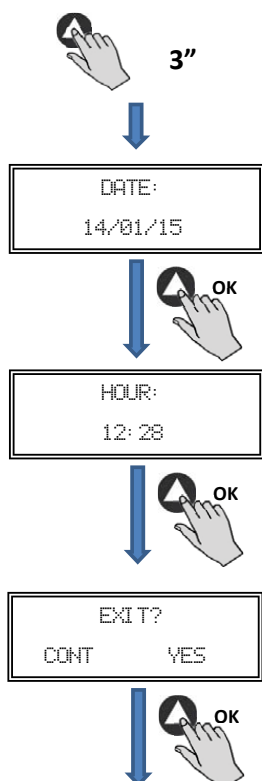 3”
DATE:
14/01/15
OK
HOUR:
12:28
OK
EXIT?
CONT YES
OK